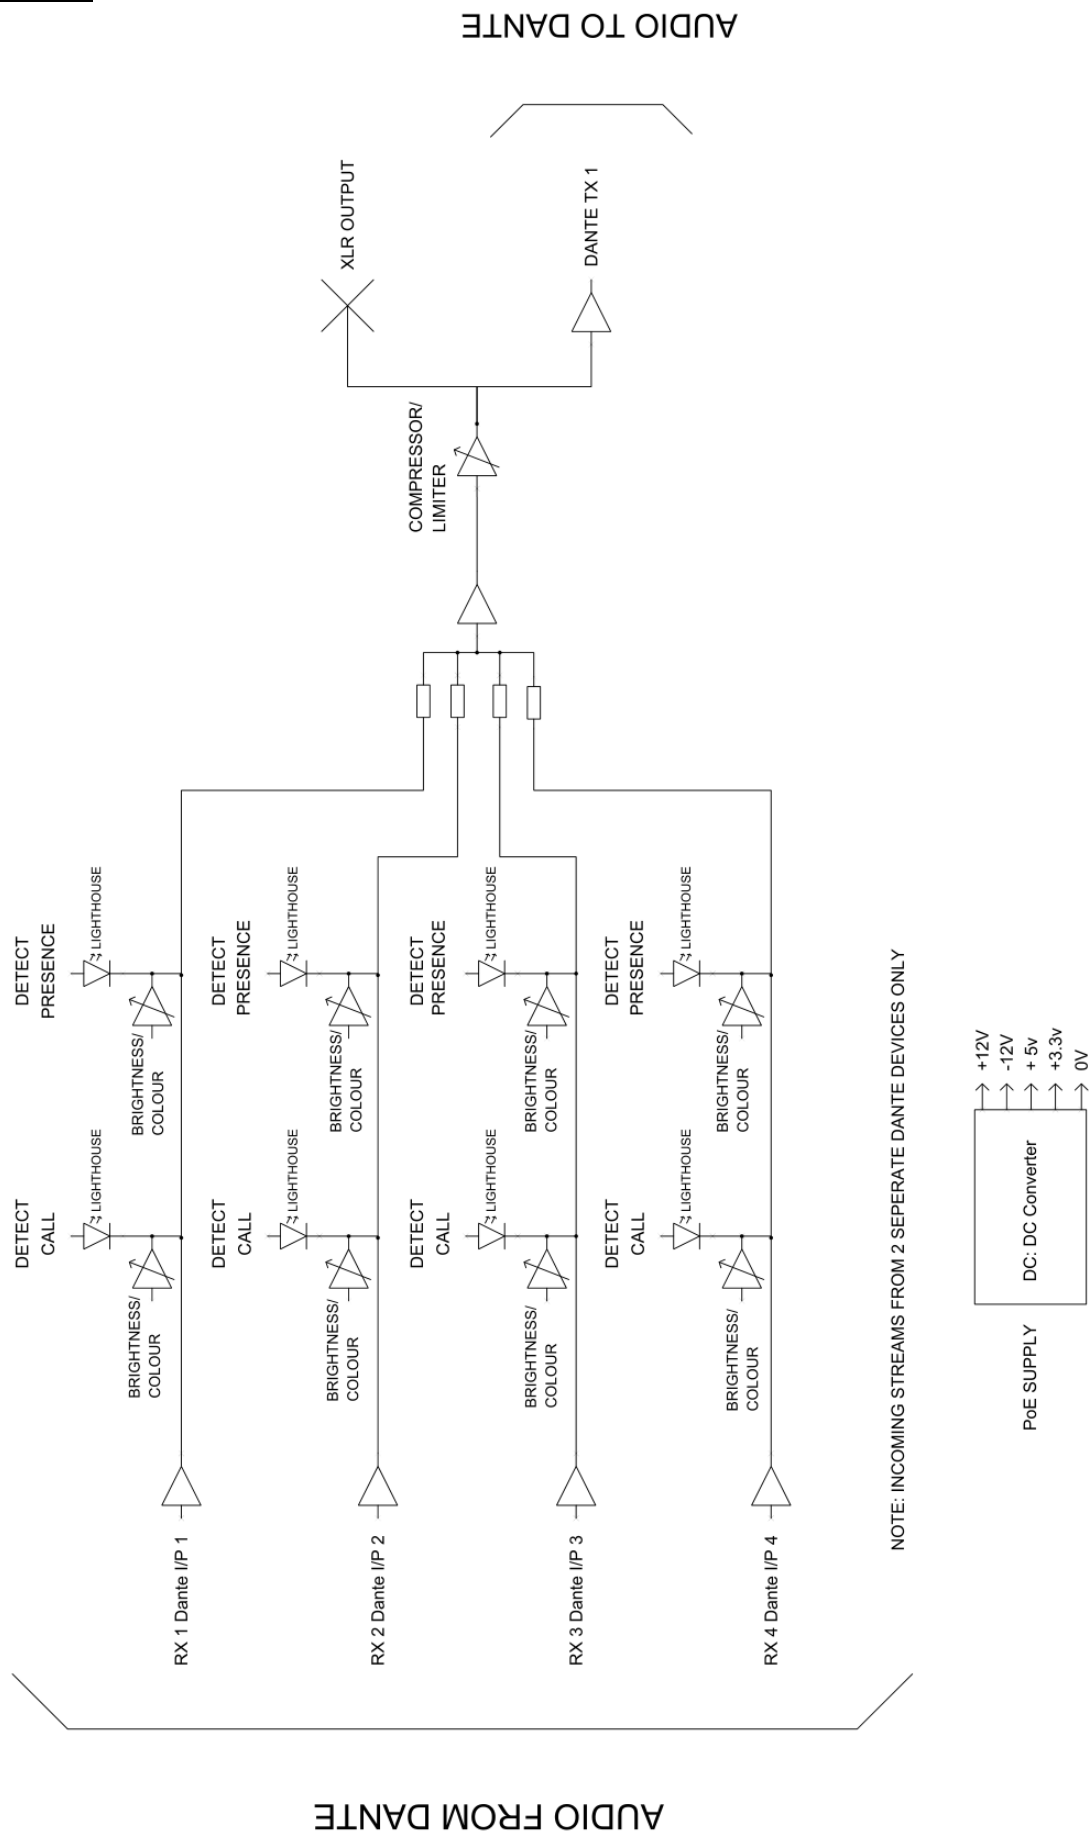 AUDIO FROM DANTE
RX 1 Dante I/P 1
BRIGHTNESS/
COLOUR
DETECT
CALL
LIGHTHOUSE
BRIGHTNESS/
COLOUR
DETECT
PRESENCE
LIGHTHOUSE
RX 2 Dante I/P 2
BRIGHTNESS/
COLOUR
DETECT
CALL
LIGHTHOUSE
BRIGHTNESS/
COLOUR
DETECT
PRESENCE
LIGHTHOUSE
RX 3 Dante I/P 3
BRIGHTNESS/
COLOUR
DETECT
CALL
LIGHTHOUSE
BRIGHTNESS/
COLOUR
DETECT
PRESENCE
LIGHTHOUSE
RX 4 Dante I/P 4
BRIGHTNESS/
COLOUR
DETECT
CALL
LIGHTHOUSE
BRIGHTNESS/
COLOUR
DETECT
PRESENCE
LIGHTHOUSE
COMPRESSOR/
LIMITER
XLR OUTPUT
DANTE TX 1
AUDIO TO DANTE
NOTE: INCOMING STREAMS FROM 2 SEPERATE DANTE DEVICES ONLY
PoE SUPPLY
DC: DC Converter
+12V
-12V
+ 5v
+3.3v
0V